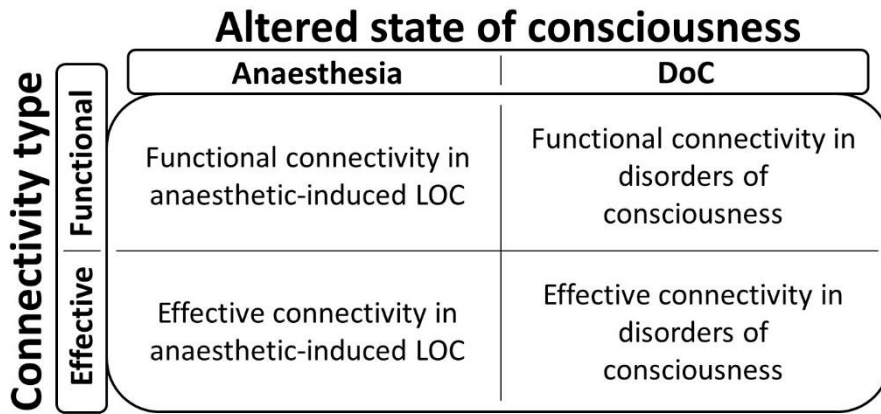 Altered state of consciousness
Anaesthesia
DoC
Connectivity type
Functional
Functional connectivity in
anaesthetic-induced LOC
Functional connectivity in
disorders of
consciousness
Effective
Effective connectivity in
anaesthetic-induced LOC
Effective connectivity in
disorders of
consciousness